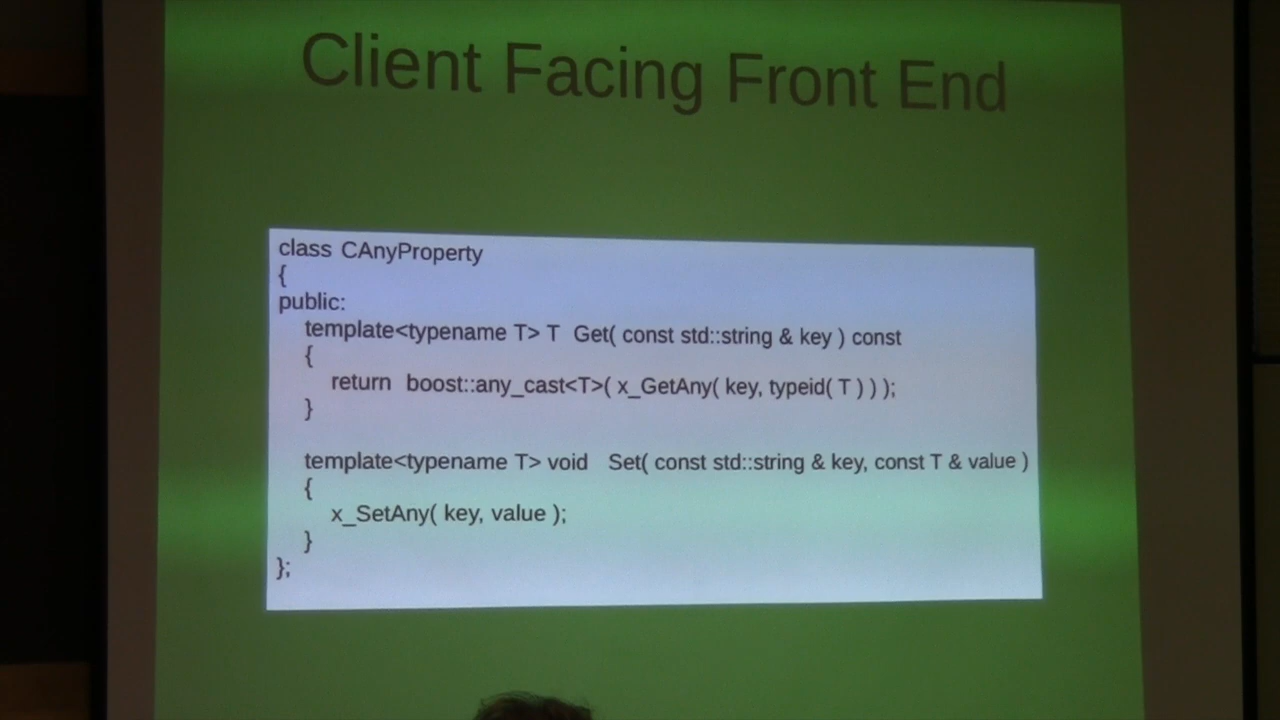 Client Facing Front End
class CAnyProperty
{
public:
template<typename T> T Get( const std::string & key ) const
{
return boost::any_cast<T>( x_GetAny( key, typeid( T ) ) );
}
template<typename T> void Set( const std::string & key, const T & value )
{
x_SetAny( key, value );
}
};